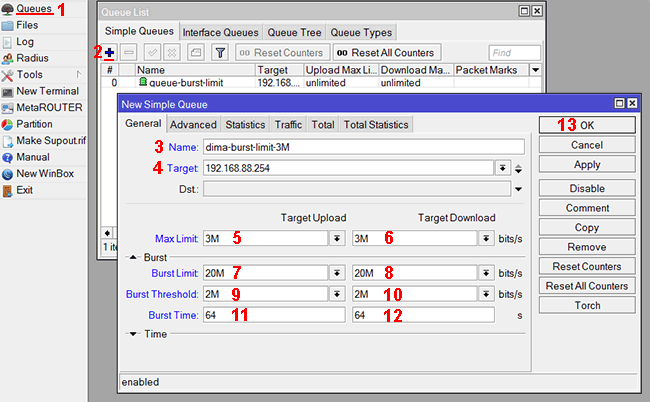 Queues 1
Files
Log
Radius
Tools
New Terminal
MetaROUTER
Partition
Make Supout.rif
Manual
New WinBox
Exit
Queue List
Simple Queues Interface Queues Queue Tree Queue Types
2 00 Reset Counters 00 Reset All Counters Find
# Name Target Upload Max Li... Download Ma... Packet Marks
0 queue-burst-limit 192.168.... unlimited unlimited
1 ite
New Simple Queue
General Advanced Statistics Traffic Total Total Statistics
3 Name: dima-burst-limit-3M
4 Target: 192.168.88.254
Dst.:
Target Upload Target Download
Max Limit: 3M 5 3M 6 bits/s
Burst
Burst Limit: 20M 7 20M 8 bits/s
Burst Threshold: 2M 9 2M 10 bits/s
Burst Time: 64 11 64 12 s
Time
enabled
13 OK
Cancel
Apply
Disable
Comment
Copy
Remove
Reset Counters
Reset All Counters
Torch